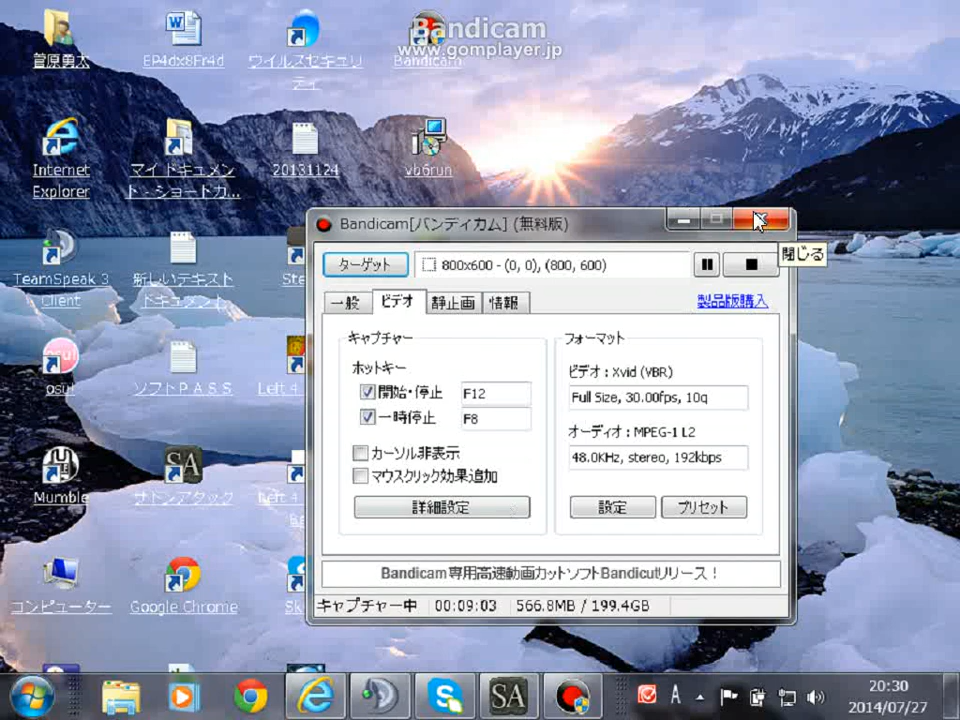 Bandicam
www.gomplayer.jp
菅原勇太
EP4dx8Fr4d
ウイルスセキュリ
ティ
Bandicam
Internet
Explorer
マイ ドキュメン
ト - ショートカ...
20131124
Vb6run
TeamSpeak 3
Client
新しいテキスト
ドキュメント
Ste
osu!
ソフトPASS
Left 4
Mumble
サドンアタック
Left 4
コンピューター
Google Chrome
Sk
Bandicam[バンディカム] (無料版)
閉じる
ターゲット
800x600 - (0, 0), (800, 600)
一般
ビデオ
静止画
情報
製品版購入
キャプチャー
ホットキー
開始・停止
F12
一時停止
F8
カーソル非表示
マウスクリック効果追加
詳細設定
フォーマット
ビデオ : Xvid (VBR)
Full Size, 30.00fps, 10q
オーディオ : MPEG-1 L2
48.0KHz, stereo, 192kbps
設定
プリセット
Bandicam専用高速動画カットソフトBandicutリリース！
キャプチャー中
00:09:03
566.8MB / 199.4GB
SA
A
20:30
2014/07/27